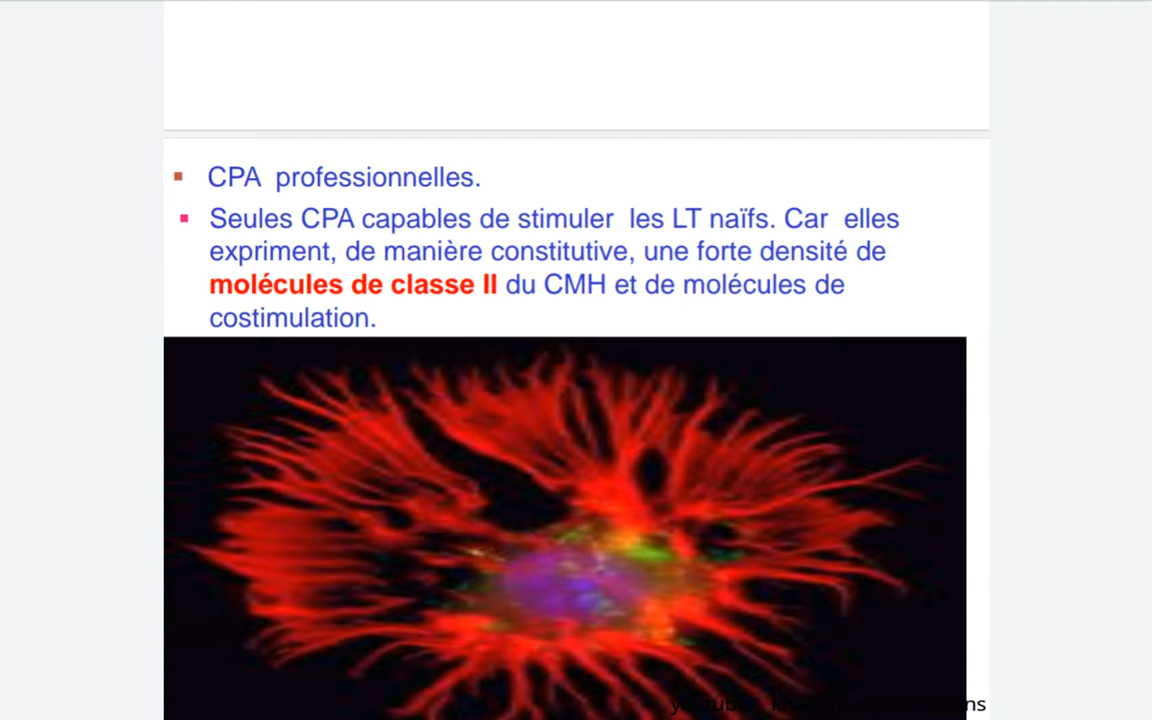 CPA professionnelles.
Seules CPA capables de stimuler les LT naïfs. Car elles
expriment, de manière constitutive, une forte densité de
molécules de classe II du CMH et de molécules de
costimulation.